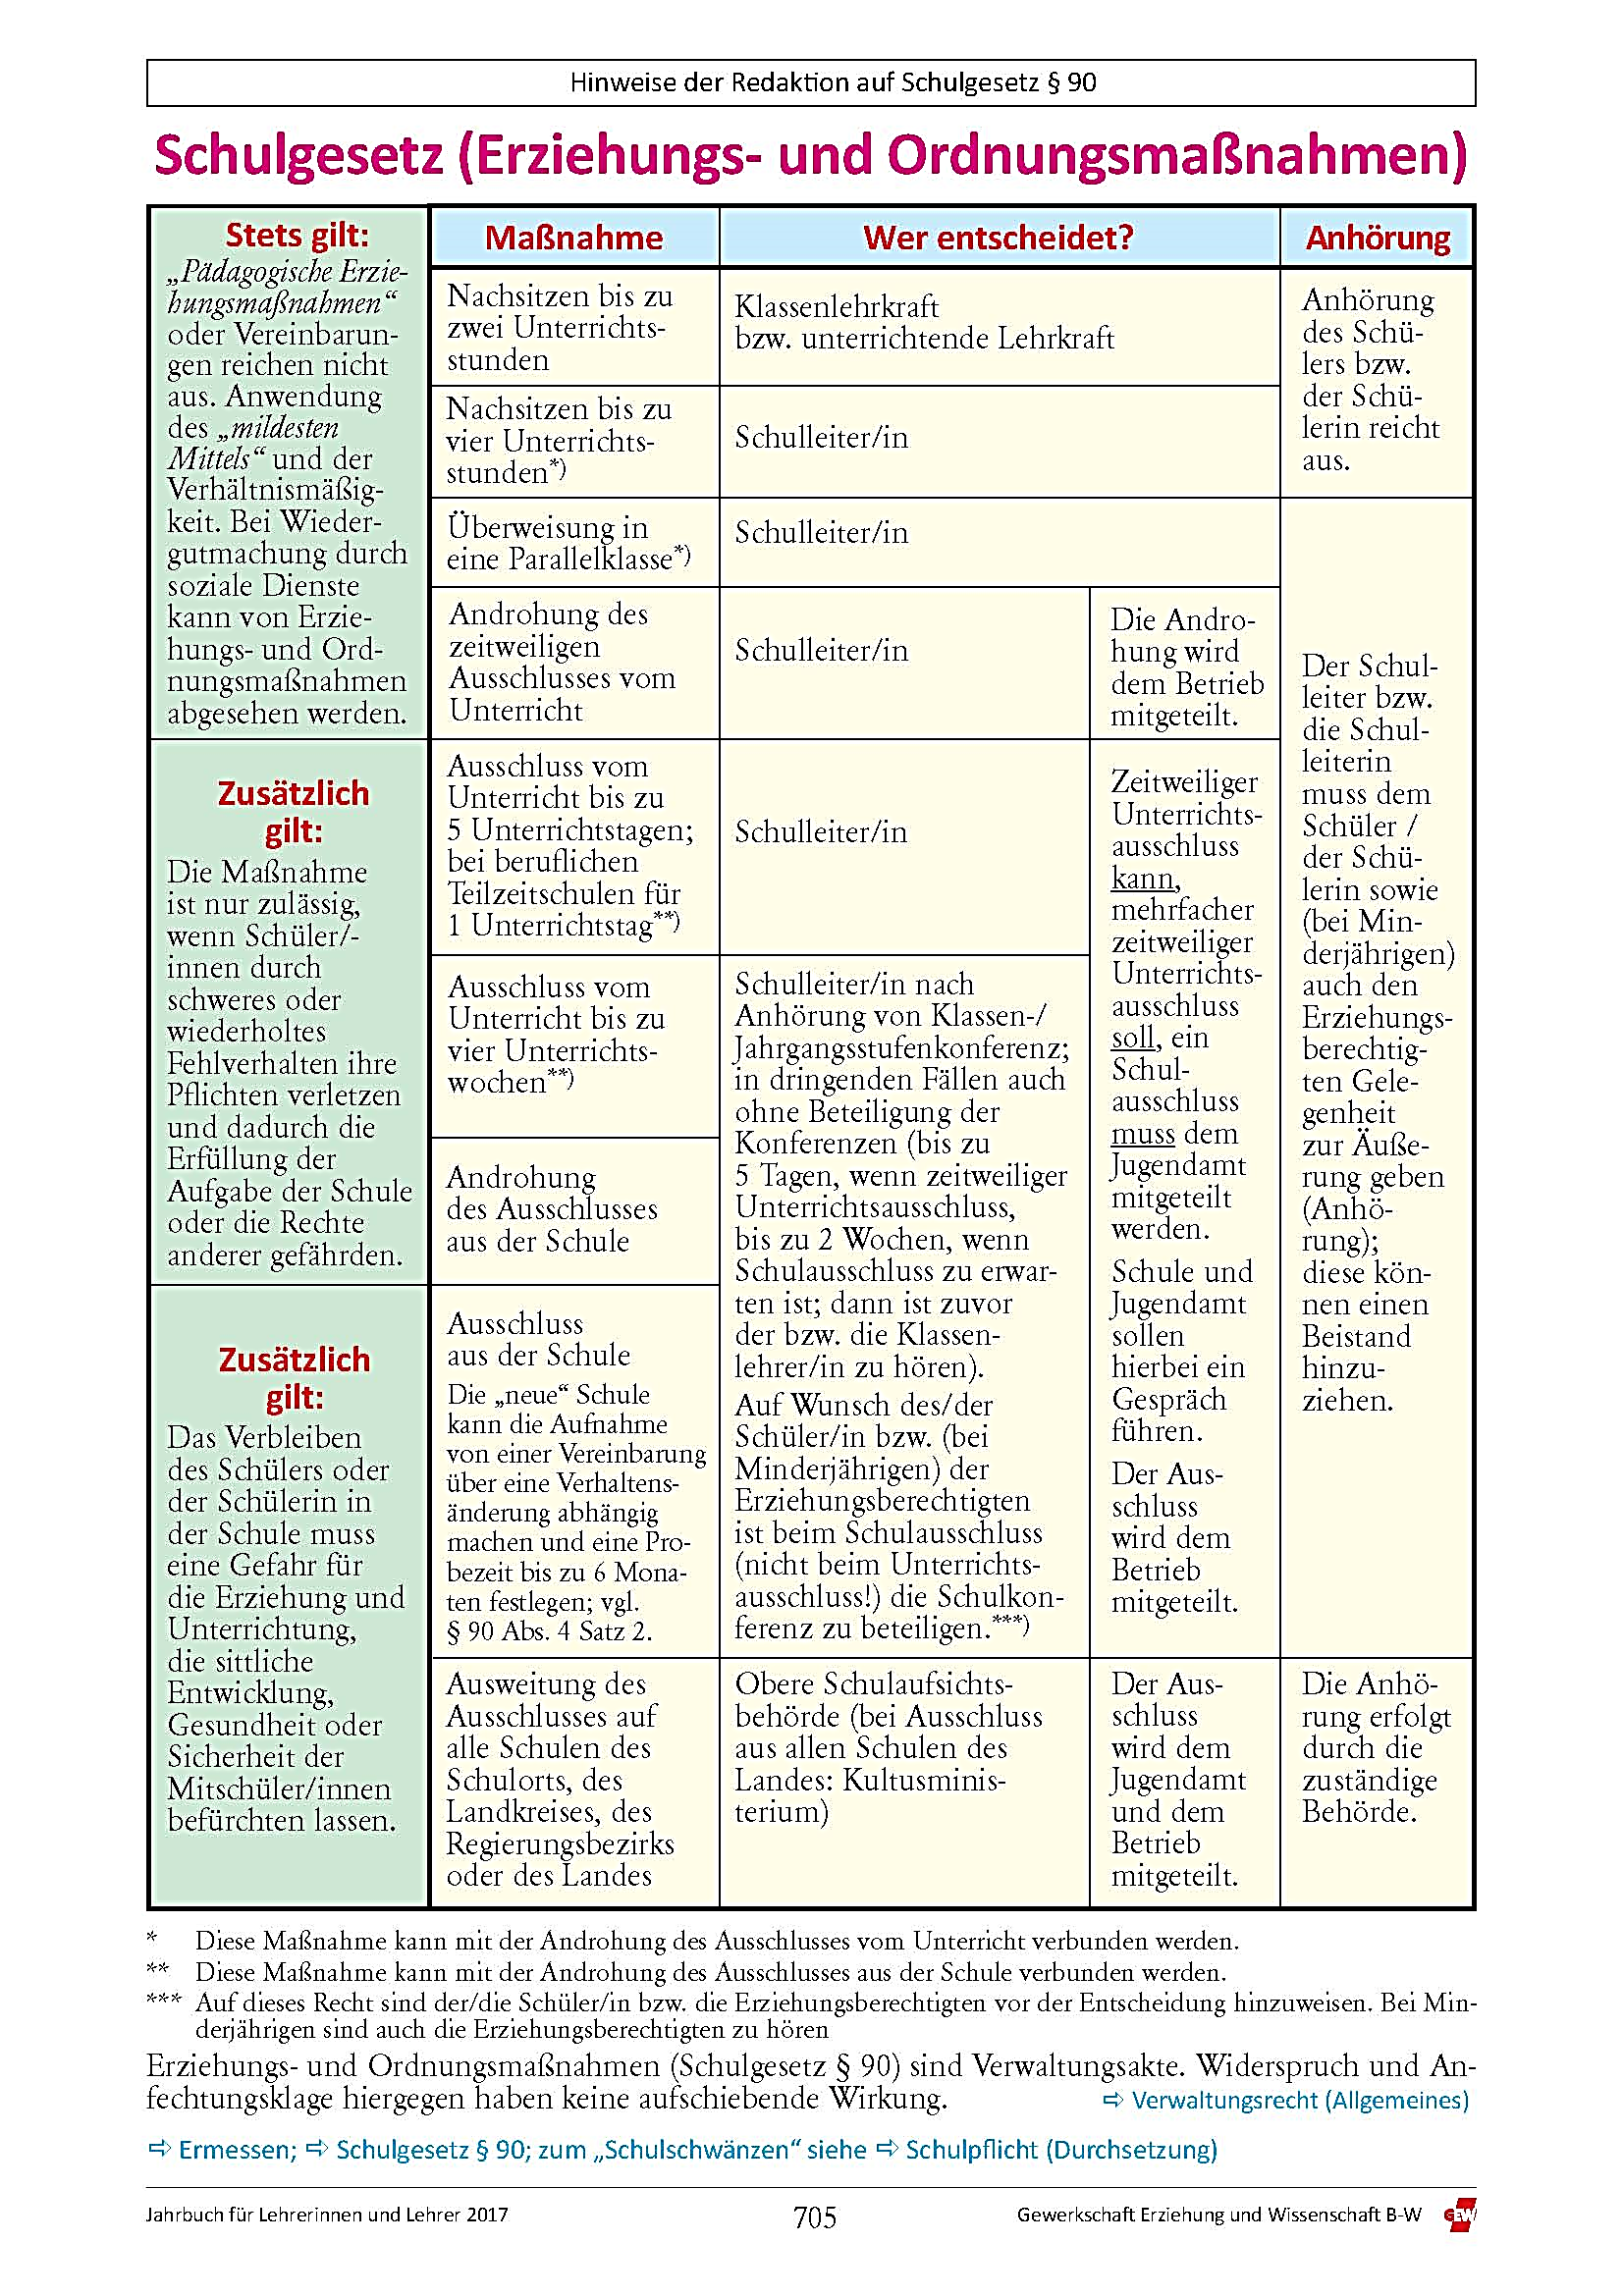 Hinweise der Redaktion auf Schulgesetz § 90
Schulgesetz (Erziehungs- und Ordnungsmaßnahmen)
Stets gilt:
„Pädagogische Erzie-
hungsmaßnahmen“
oder Vereinbarun-
gen reichen nicht
aus. Anwendung
des „mildesten
Mittels“ und der
Verhältnismäßig-
keit. Bei Wieder-
gutmachung durch
soziale Dienste
kann von Erzie-
hungs- und Ord-
nungsmaßnahmen
abgesehen werden.
Zusätzlich
gilt:
Die Maßnahme
ist nur zulässig,
wenn Schüler/-
innen durch
schweres oder
wiederholtes
Fehlverhalten ihre
Pflichten verletzen
und dadurch die
Erfüllung der
Aufgabe der Schule
oder die Rechte
anderer gefährden.
Zusätzlich
gilt:
Das Verbleiben
des Schülers oder
der Schülerin in
der Schule muss
eine Gefahr für
die Erziehung und
Unterrichtung,
die sittliche
Entwicklung,
Gesundheit oder
Sicherheit der
Mitschüler/innen
befürchten lassen.
Maßnahme
Wer entscheidet?
Anhörung
Nachsitzen bis zu
zwei Unterrichts-
stunden
Klassenlehrkraft
bzw. unterrichtende Lehrkraft
Anhörung
des Schü-
lers bzw.
der Schü-
lerin reicht
aus.
Nachsitzen bis zu
vier Unterrichts-
stunden*)
Schulleiter/in
Überweisung in
eine Parallelklasse*)
Schulleiter/in
Androhung des
zeitweiligen
Ausschlusses vom
Unterricht
Schulleiter/in
Die Andro-
hung wird
dem Betrieb
mitgeteilt.
Der Schul-
leiter bzw.
die Schul-
leiterin
muss dem
Schüler /
der Schü-
lerin sowie
(bei Min-
derjährigen)
auch den
Erziehungs-
berechtig-
ten Gele-
genheit
zur Äuße-
rung geben
(Anhö-
rung);
diese kön-
nen einen
Beistand
hinzu-
ziehen.
Ausschluss vom
Unterricht bis zu
5 Unterrichtstagen;
bei beruflichen
Teilzeitschulen für
1 Unterrichtstag**)
Schulleiter/in
Zeitweiliger
Unterrichts-
ausschluss
kann,
mehrfacher
zeitweiliger
Unterrichts-
ausschluss
soll, ein
Schul-
ausschluss
muss dem
Jugendamt
mitgeteilt
werden.
Schule und
Jugendamt
sollen
hierbei ein
Gespräch
führen.
Der Aus-
schluss
wird dem
Betrieb
mitgeteilt.
Ausschluss vom
Unterricht bis zu
vier Unterrichts-
wochen**)
Schulleiter/in nach
Anhörung von Klassen-/
Jahrgangsstufenkonferenz;
in dringenden Fällen auch
ohne Beteiligung der
Konferenzen (bis zu
5 Tagen, wenn zeitweiliger
Unterrichtsausschluss,
bis zu 2 Wochen, wenn
Schulausschluss zu erwar-
ten ist; dann ist zuvor
der bzw. die Klassen-
lehrer/in zu hören).
Auf Wunsch des/der
Schüler/in bzw. (bei
Minderjährigen) der
Erziehungsberechtigten
ist beim Schulausschluss
(nicht beim Unterrichts-
ausschluss!) die Schulkon-
ferenz zu beteiligen.***)
Androhung
des Ausschlusses
aus der Schule
Ausschluss
aus der Schule
Die „neue“ Schule
kann die Aufnahme
von einer Vereinbarung
über eine Verhaltens-
änderung abhängig
machen und eine Pro-
bezeit bis zu 6 Mona-
ten festlegen; vgl.
§ 90 Abs. 4 Satz 2.
Ausweitung des
Ausschlusses auf
alle Schulen des
Schulorts, des
Landkreises, des
Regierungsbezirks
oder des Landes
Obere Schulaufsichts-
behörde (bei Ausschluss
aus allen Schulen des
Landes: Kultusminis-
terium)
Der Aus-
schluss
wird dem
Jugendamt
und dem
Betrieb
mitgeteilt.
Die Anhö-
rung erfolgt
durch die
zuständige
Behörde.
* Diese Maßnahme kann mit der Androhung des Ausschlusses vom Unterricht verbunden werden.
** Diese Maßnahme kann mit der Androhung des Ausschlusses aus der Schule verbunden werden.
*** Auf dieses Recht sind der/die Schüler/in bzw. die Erziehungsberechtigten vor der Entscheidung hinzuweisen. Bei Min-
derjährigen sind auch die Erziehungsberechtigten zu hören
Erziehungs- und Ordnungsmaßnahmen (Schulgesetz § 90) sind Verwaltungsakte. Widerspruch und An-
fechtungsklage hiergegen haben keine aufschiebende Wirkung. ⇨ Verwaltungsrecht (Allgemeines)
⇨ Ermessen; ⇨ Schulgesetz § 90; zum „Schulschwänzen“ siehe ⇨ Schulpflicht (Durchsetzung)
Jahrbuch für Lehrerinnen und Lehrer 2017 705 Gewerkschaft Erziehung und Wissenschaft B-W GEW